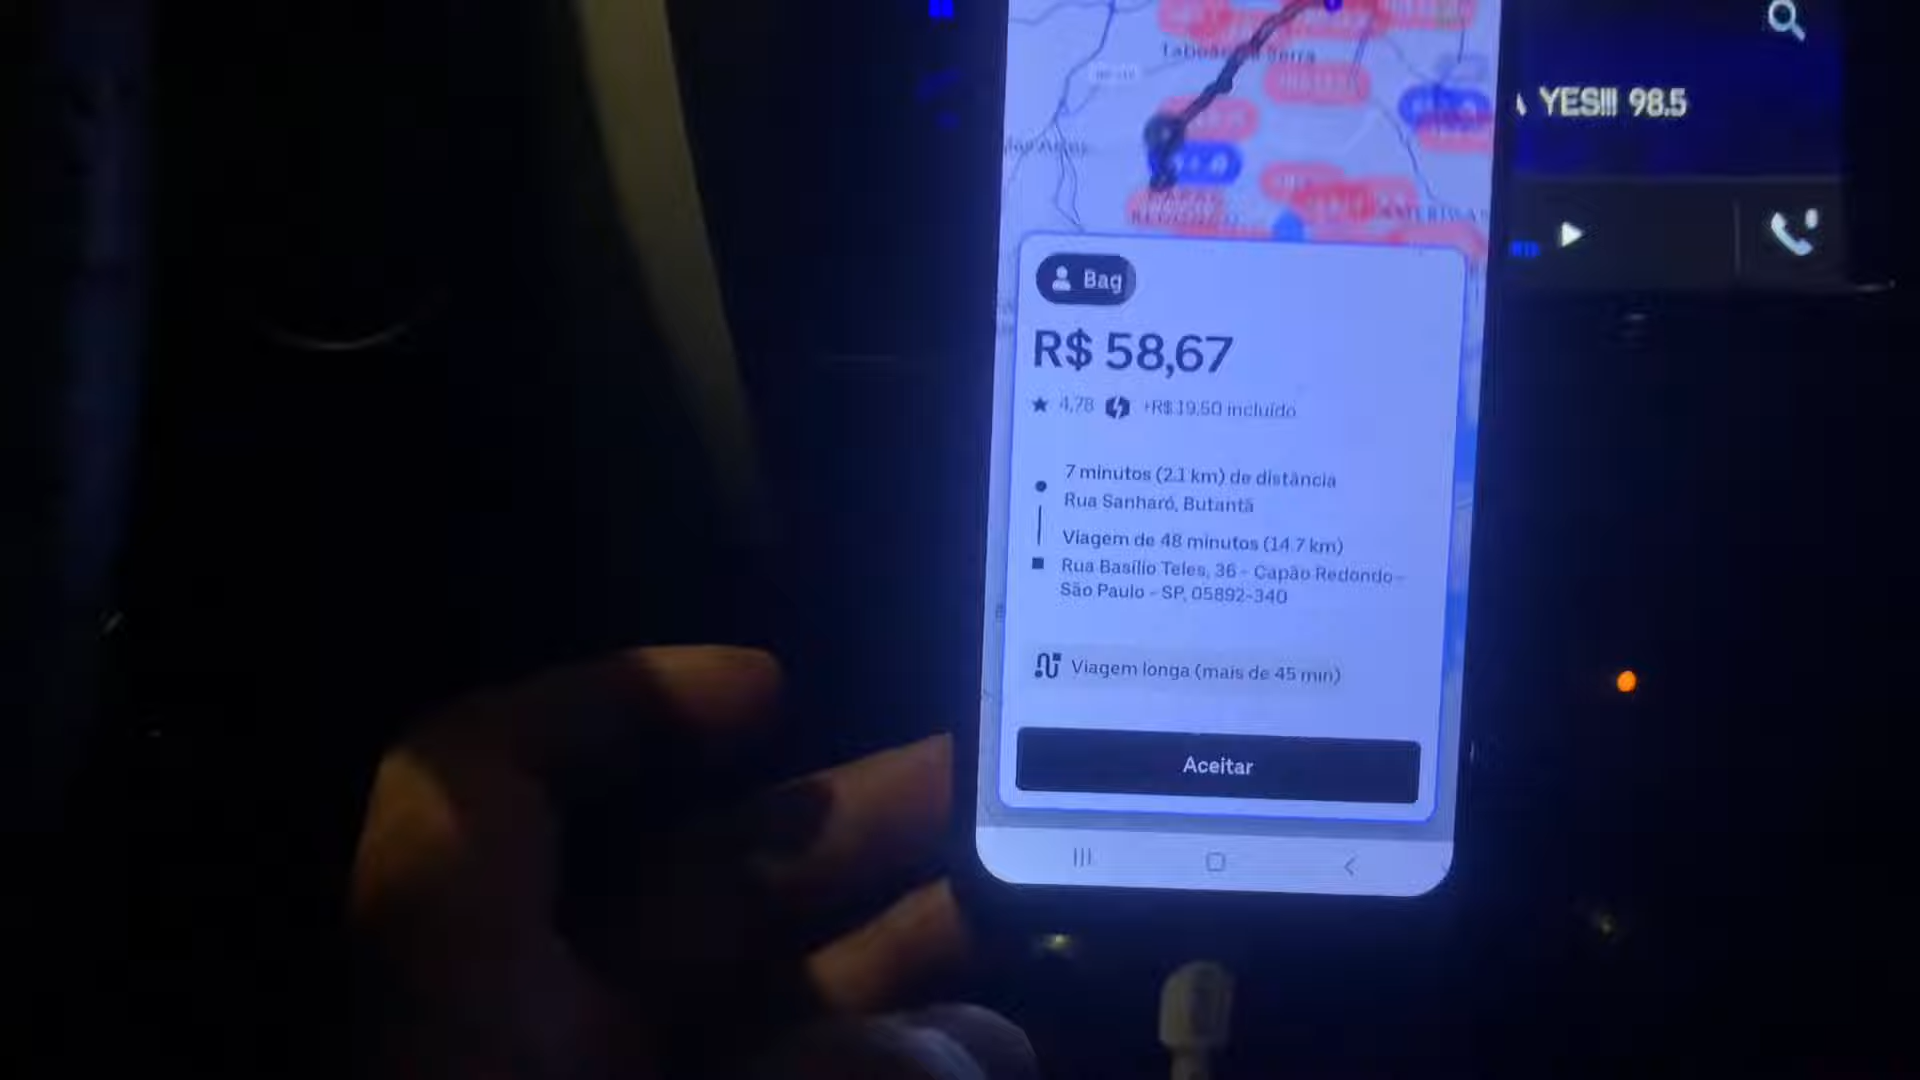 YES!!! 98.5
Bag
R$ 58,67
4,78 +R$ 19,50 incluído
7 minutos (2.1 km) de distância
Rua Sanharó, Butantã
Viagem de 48 minutos (14.7 km)
Rua Basílio Teles, 36 - Capão Redondo -
São Paulo - SP, 05892-340
Viagem longa (mais de 45 min)
Aceitar